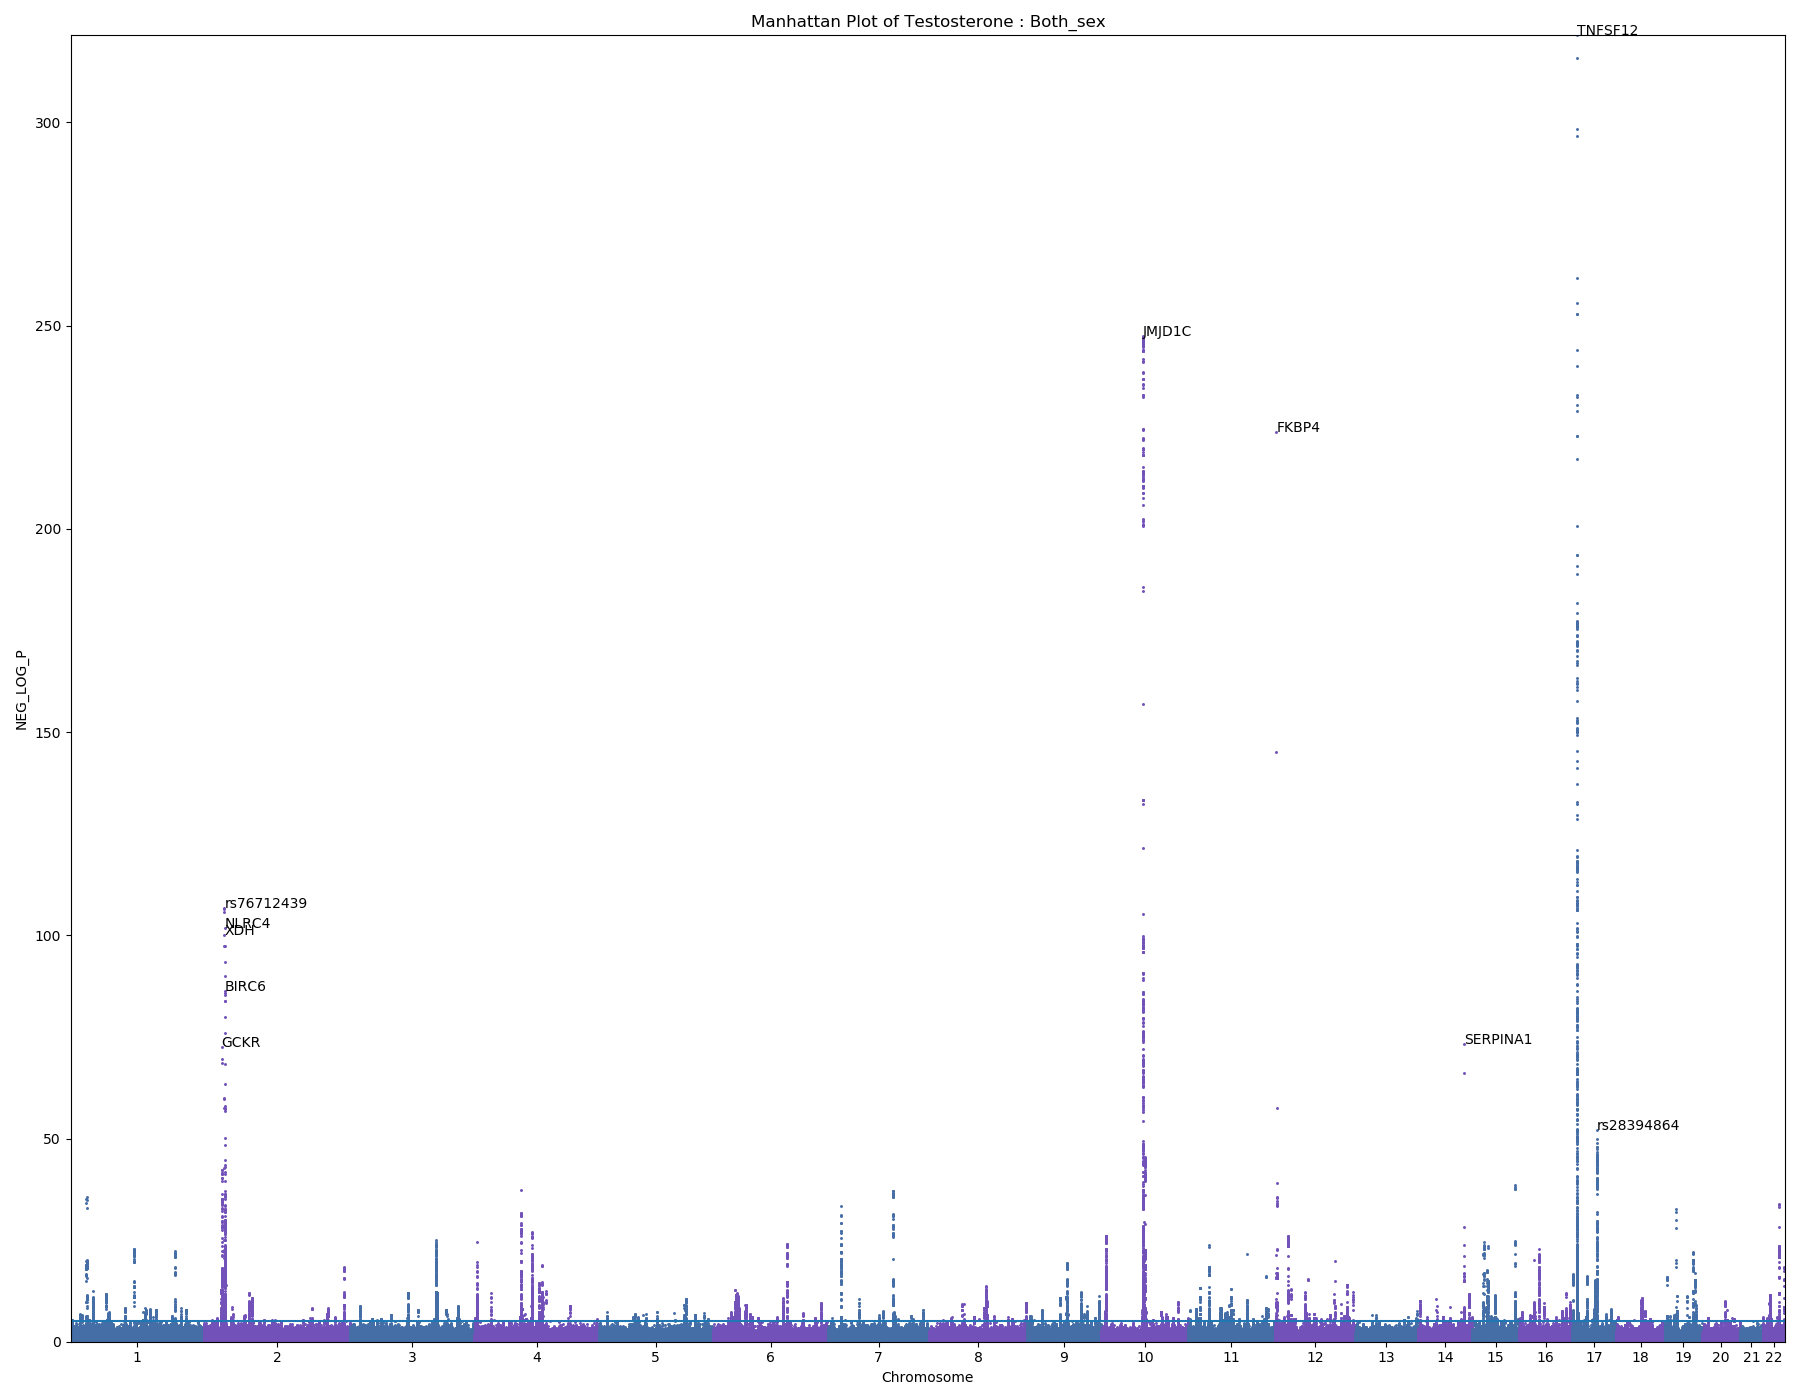 Manhattan Plot of Testosterone : Both_sex
TNFSF12
300
250
JMJD1C
FKBP4
200
NEG_LOG_P
150
rs76712439
NLRC4
XDH
100
BIRC6
GCKR
SERPINA1
rs28394864
50
0
1 2 3 4 5 6 7 8 9 10 11 12 13 14 15 16 17 18 19 20 21 22
Chromosome